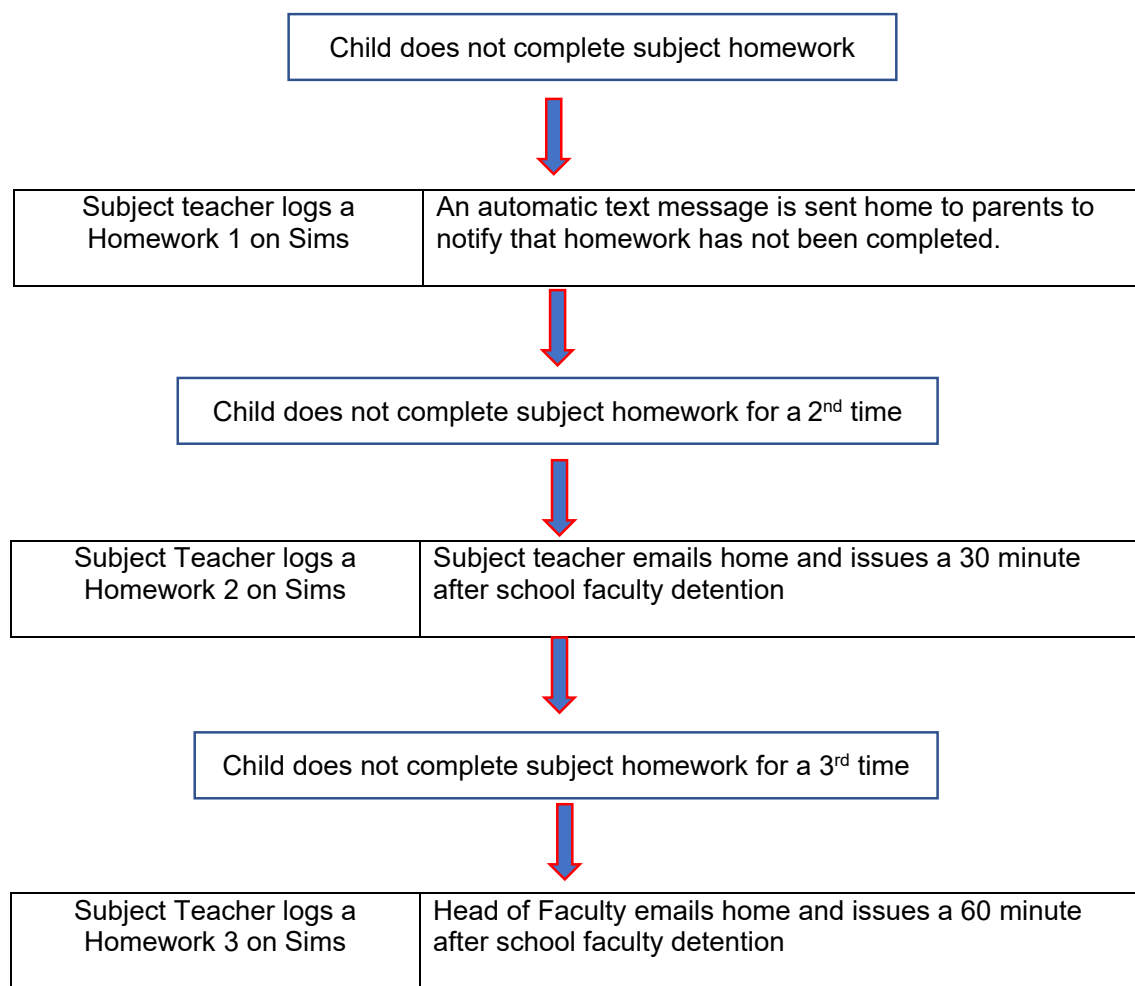 Child does not complete subject homework
Subject teacher logs a
Homework 1 on Sims
An automatic text message is sent home to parents to
notify that homework has not been completed.
Child does not complete subject homework for a 2nd time
Subject Teacher logs a
Homework 2 on Sims
Subject teacher emails home and issues a 30 minute
after school faculty detention
Child does not complete subject homework for a 3rd time
Subject Teacher logs a
Homework 3 on Sims
Head of Faculty emails home and issues a 60 minute
after school faculty detention